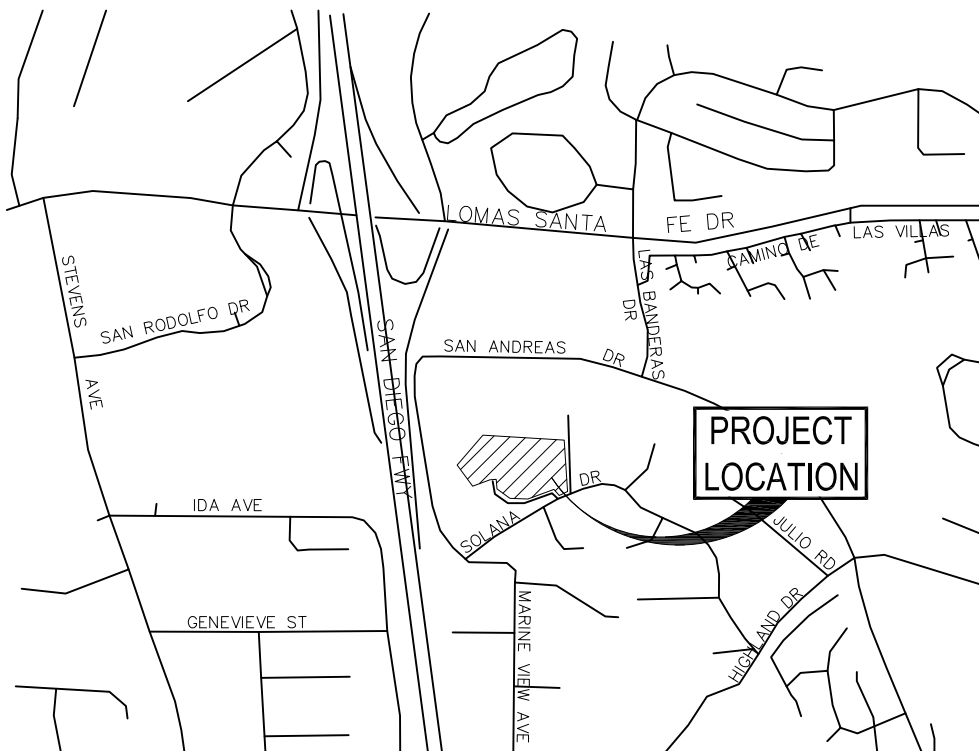 LOMAS SANTA FE DR
CAMINO DE LAS VILLAS
STEVENS AVE
SAN RODOLFO DR
LAS BANDERAS DR
SAN DIEGO FWY
SAN ANDREAS DR
PROJECT
LOCATION
IDA AVE
SOLANA DR
JULIO RD
GENEVIEVE ST
MARINE VIEW AVE
HIGHLAND DR